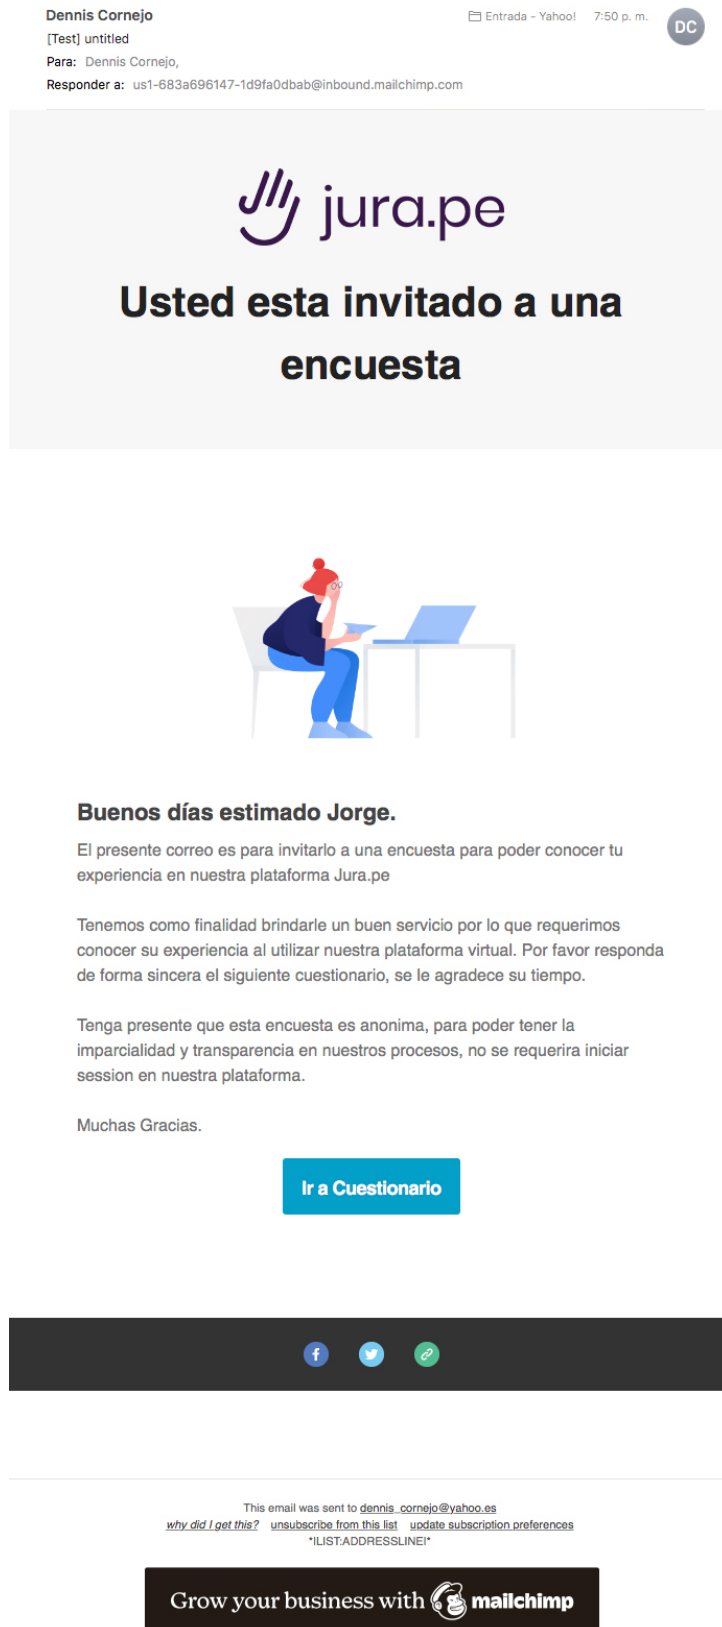 Dennis Cornejo
Entrada - Yahoo! 7:50 p. m.
DC
[Test] untitled
Para: Dennis Cornejo,
Responder a: us1-683a696147-1d9fa0dbab@inbound.mailchimp.com
jura.pe
Usted esta invitado a una
encuesta
Buenos días estimado Jorge.
El presente correo es para invitarlo a una encuesta para poder conocer tu
experiencia en nuestra plataforma Jura.pe
Tenemos como finalidad brindarle un buen servicio por lo que requerimos
conocer su experiencia al utilizar nuestra plataforma virtual. Por favor responda
de forma sincera el siguiente cuestionario, se le agradece su tiempo.
Tenga presente que esta encuesta es anonima, para poder tener la
imparcialidad y transparencia en nuestros procesos, no se requerira iniciar
session en nuestra plataforma.
Muchas Gracias.
Ir a Cuestionario
This email was sent to dennis_cornejo@yahoo.es
why did I get this? unsubscribe from this list update subscription preferences
*|LIST:ADDRESSLINE|*
Grow your business with mailchimp